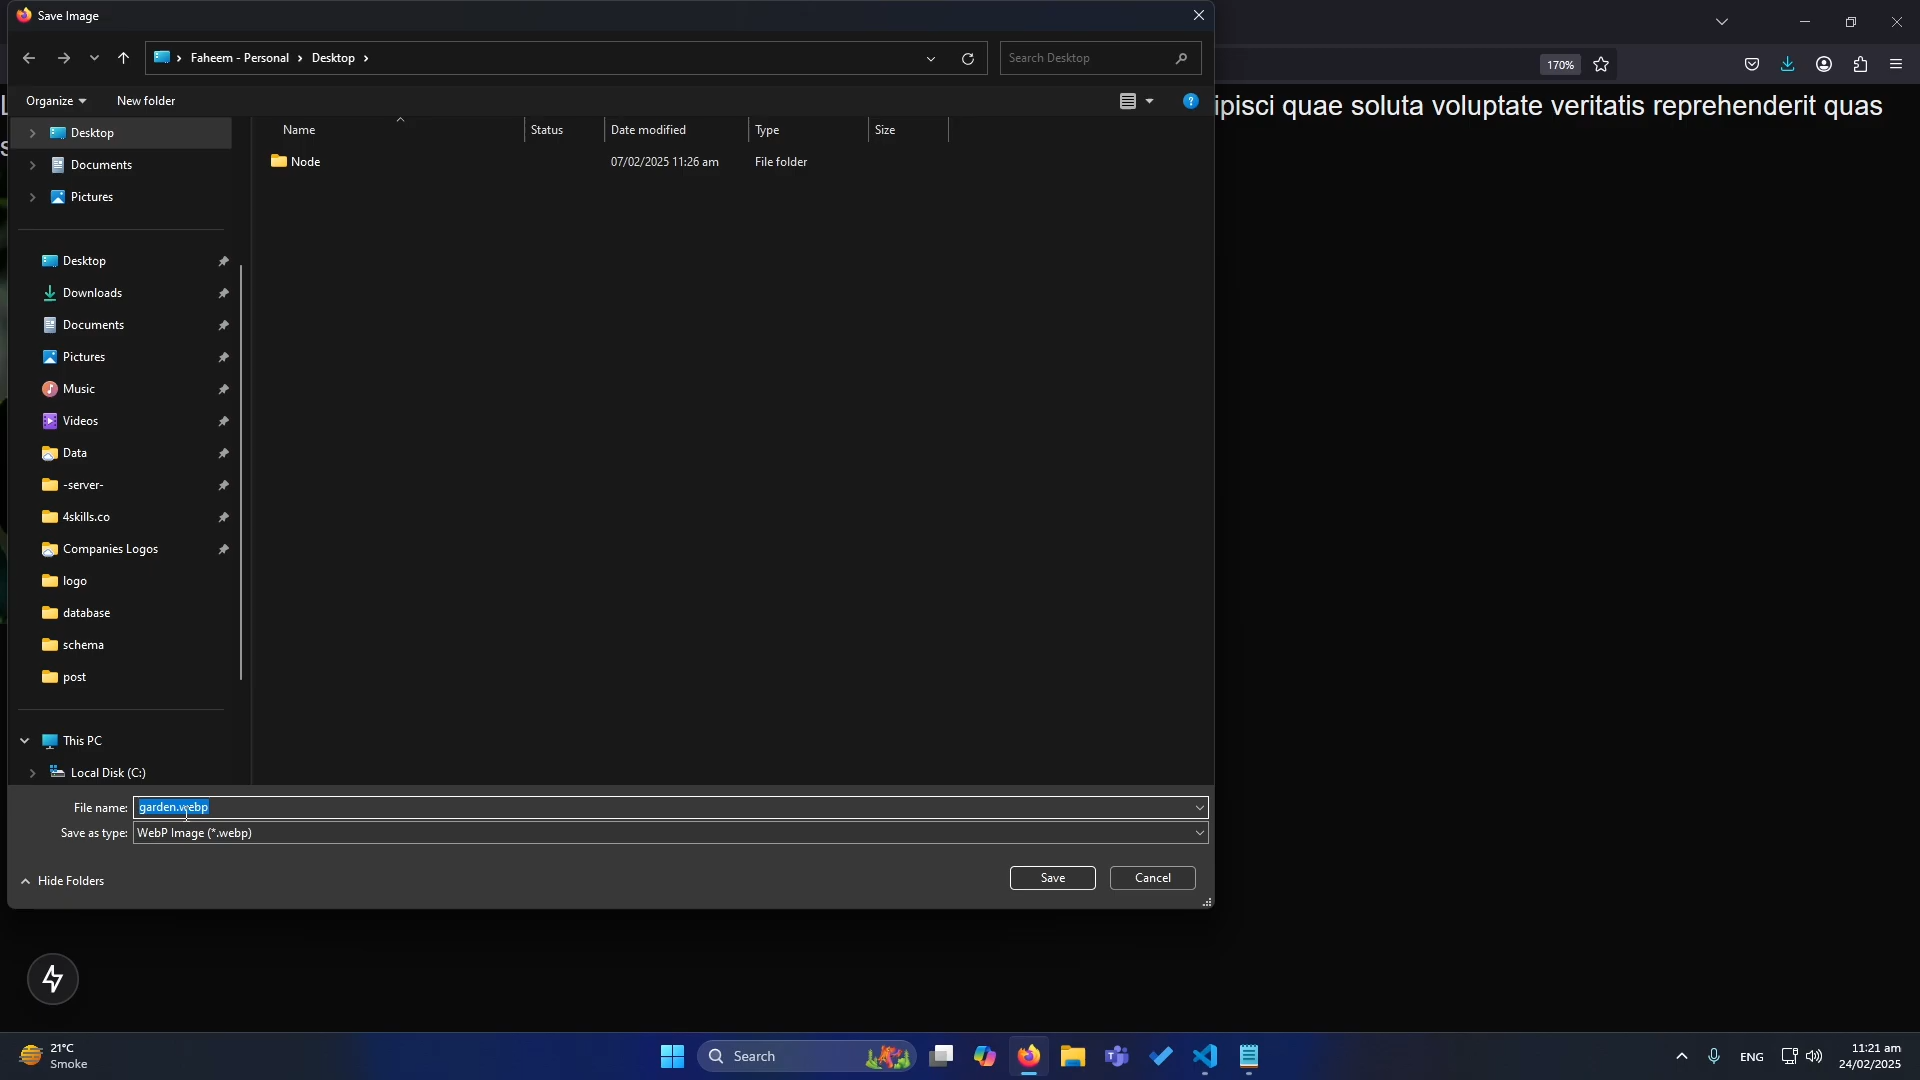 Save Image
Faheem - Personal
Desktop
Search Desktop
170%
Organize
New folder
ipisci quae soluta voluptate veritatis reprehenderit quas
Name
Status
Date modified
Type
Size
Node
07/02/2025 11:26 am
File folder
Desktop
Documents
Pictures
Desktop
Downloads
Documents
Pictures
Music
Videos
Data
-server-
4skills.co
Companies Logos
logo
database
schema
post
This PC
Local Disk (C:)
File name: garden.webp
Save as type: WebP Image (*.webp)
Hide Folders
Save
Cancel
21°C
Smoke
Search
ENG
11:21 am
24/02/2025